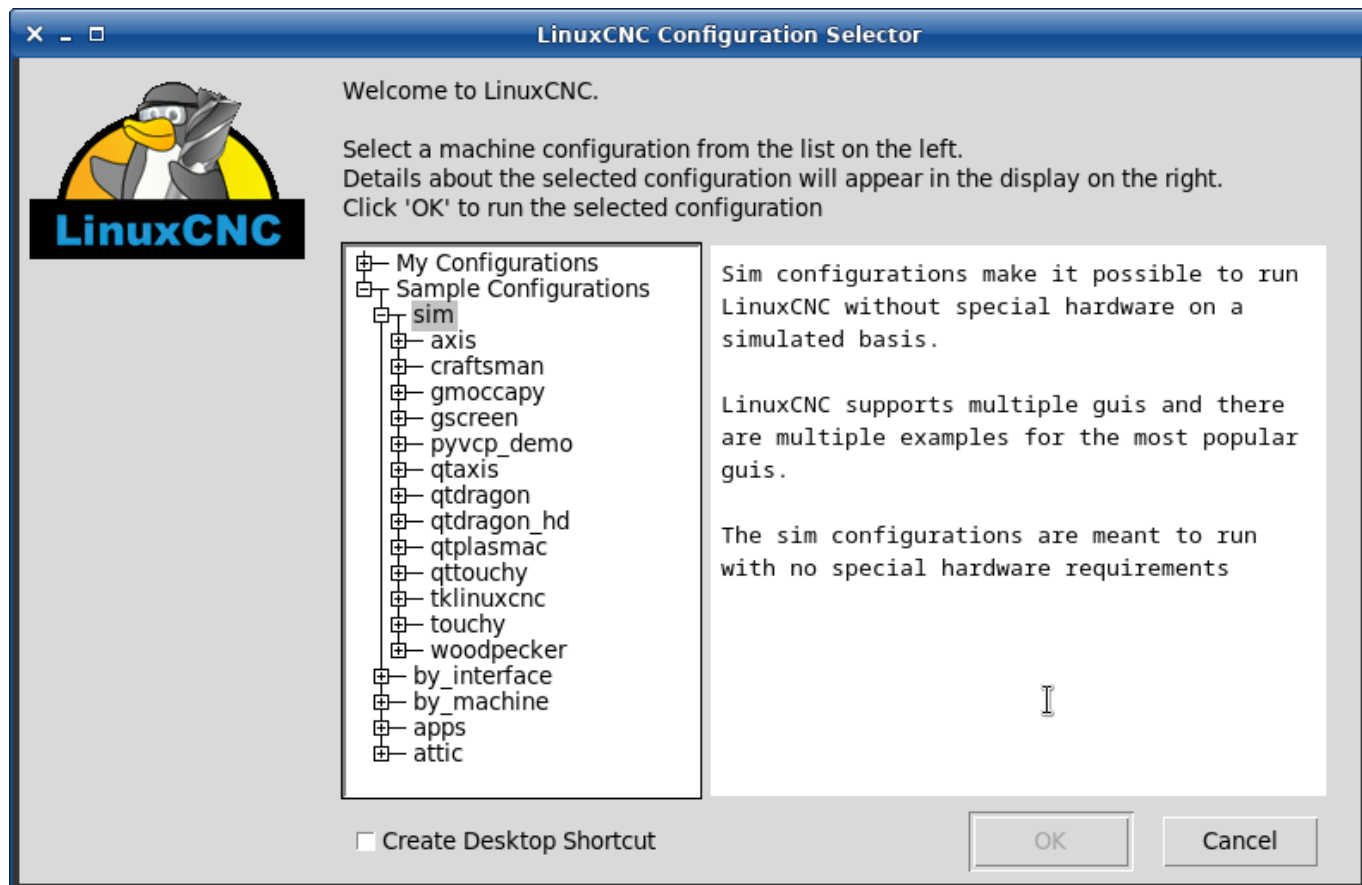 LinuxCNC Configuration Selector
LinuxCNC
Welcome to LinuxCNC.
Select a machine configuration from the list on the left.
Details about the selected configuration will appear in the display on the right.
Click 'OK' to run the selected configuration
My Configurations
Sample Configurations
sim
axis
craftsman
gmoccapy
gscreen
pyvcp_demo
qtaxis
qtdragon
qtdragon_hd
qtplasmac
qttouchy
tklinuxcnc
touchy
woodpecker
by_interface
by_machine
apps
attic
Sim configurations make it possible to run
LinuxCNC without special hardware on a
simulated basis.
LinuxCNC supports multiple guis and there
are multiple examples for the most popular
guis.
The sim configurations are meant to run
with no special hardware requirements
Create Desktop Shortcut
OK
Cancel